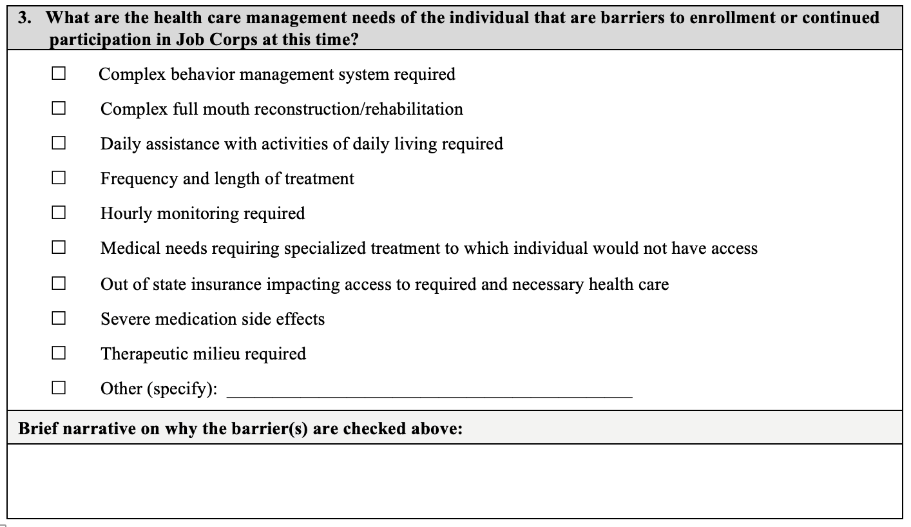 3. What are the health care management needs of the individual that are barriers to enrollment or continued
participation in Job Corps at this time?
☐ Complex behavior management system required
☐ Complex full mouth reconstruction/rehabilitation
☐ Daily assistance with activities of daily living required
☐ Frequency and length of treatment
☐ Hourly monitoring required
☐ Medical needs requiring specialized treatment to which individual would not have access
☐ Out of state insurance impacting access to required and necessary health care
☐ Severe medication side effects
☐ Therapeutic milieu required
☐ Other (specify): ____________________
Brief narrative on why the barrier(s) are checked above: